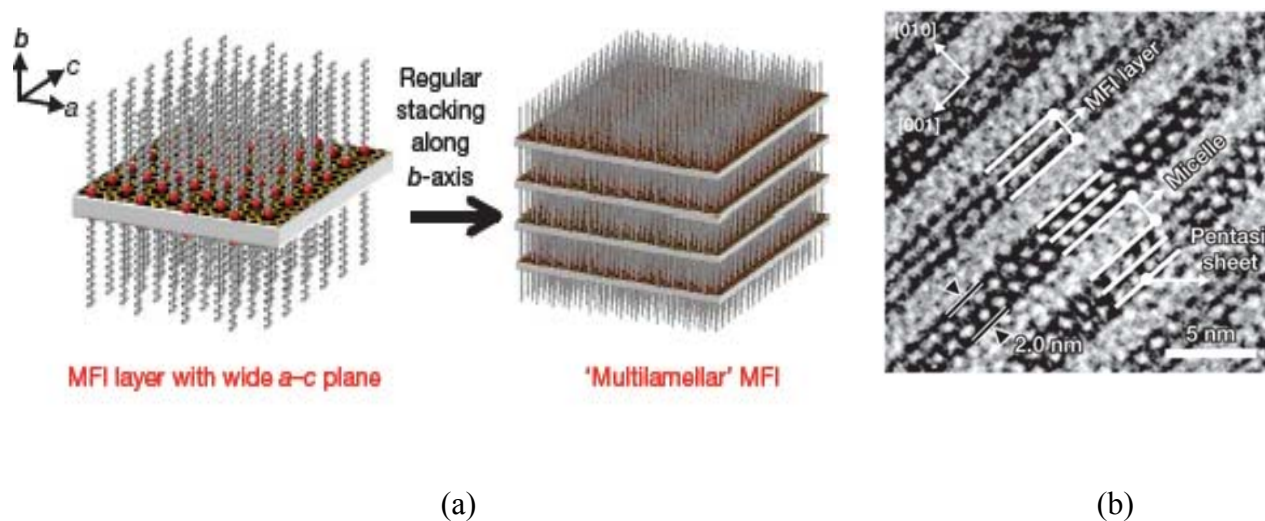 b
c
a
Regular
stacking
along
b-axis
MFI layer with wide a–c plane
'Multilamellar' MFI
[010]
[001]
MFI layer
Micelle
Pentasil
sheet
2.0 nm
5 nm
(a)
(b)